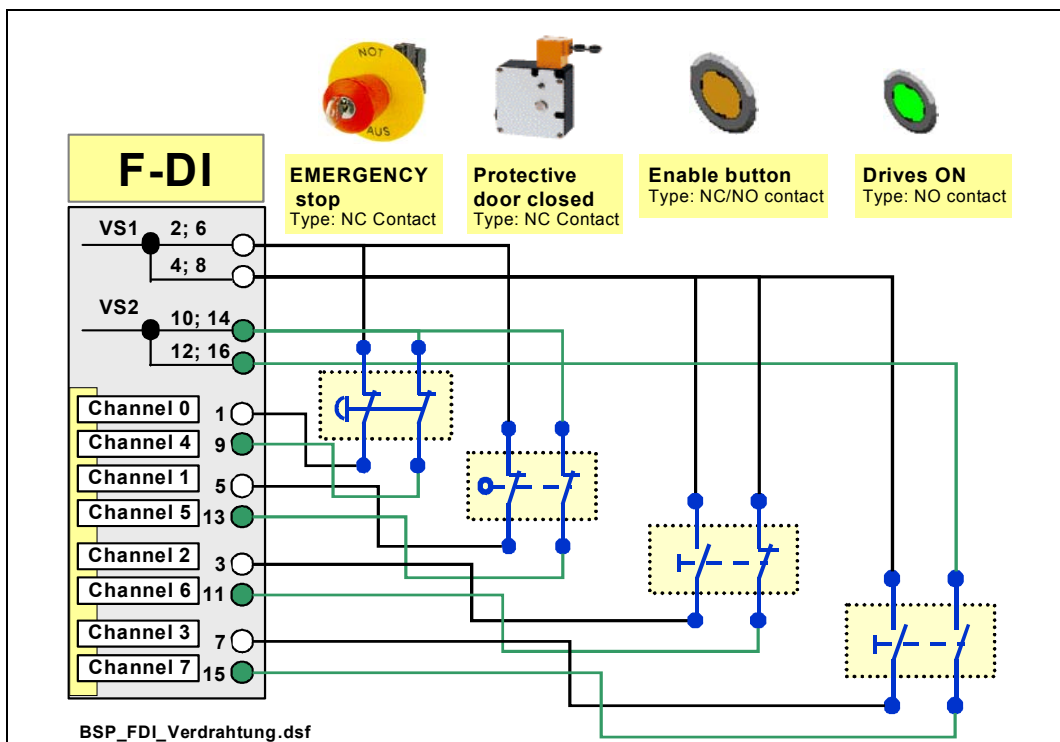 NOT
AUS
F-DI
EMERGENCY
stop
Type: NC Contact
Protective
door closed
Type: NC Contact
Enable button
Type: NC/NO contact
Drives ON
Type: NO contact
VS1
2; 6
4; 8
VS2
10; 14
12; 16
Channel 0
1
Channel 4
9
Channel 1
5
Channel 5
13
Channel 2
3
Channel 6
11
Channel 3
7
Channel 7
15
BSP_FDI_Verdrahtung.dsf